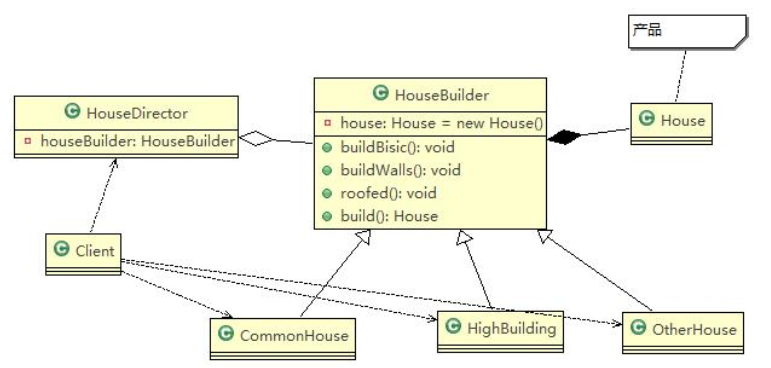 产品
C HouseBuilder
house: House = new House()
buildBisic(): void
buildWalls(): void
roofed(): void
build(): House
C HouseDirector
houseBuilder: HouseBuilder
C House
C Client
C CommonHouse
C HighBuilding
C OtherHouse